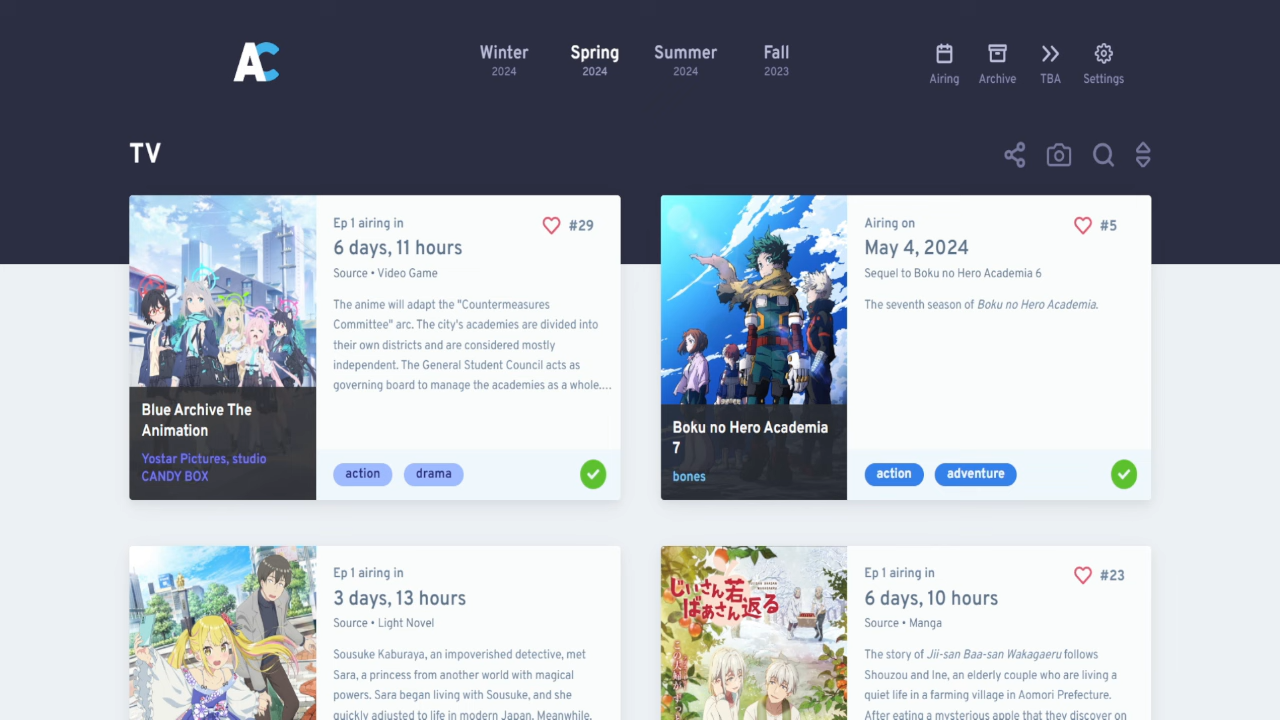 AC
Winter
2024
Spring
2024
Summer
2024
Fall
2023
Airing
Archive
TBA
Settings
TV
Ep 1 airing in
#29
6 days, 11 hours
Source • Video Game
The anime will adapt the "Countermeasures
Committee" arc. The city's academies are divided into
their own districts and are considered mostly
independent. The General Student Council acts as
governing board to manage the academies as a whole....
Blue Archive The
Animation
Yostar Pictures, studio
CANDY BOX
action
drama
Airing on
#5
May 4, 2024
Sequel to Boku no Hero Academia 6
The seventh season of Boku no Hero Academia.
Boku no Hero Academia
7
bones
action
adventure
Ep 1 airing in
3 days, 13 hours
Source • Light Novel
Sousuke Kaburaya, an impoverished detective, met
Sara, a princess from another world with magical
powers. Sara began living with Sousuke, and she
quickly adjusted to life in modern Japan. Meanwhile,
じいさん若
ばあさん返る
Ep 1 airing in
#23
6 days, 10 hours
Source • Manga
The story of Jii-san Baa-san Wakagaeru follows
Shouzou and Ine, an elderly couple who are living a
quiet life in a farming village in Aomori Prefecture.
After eating a mysterious apple that they discover on